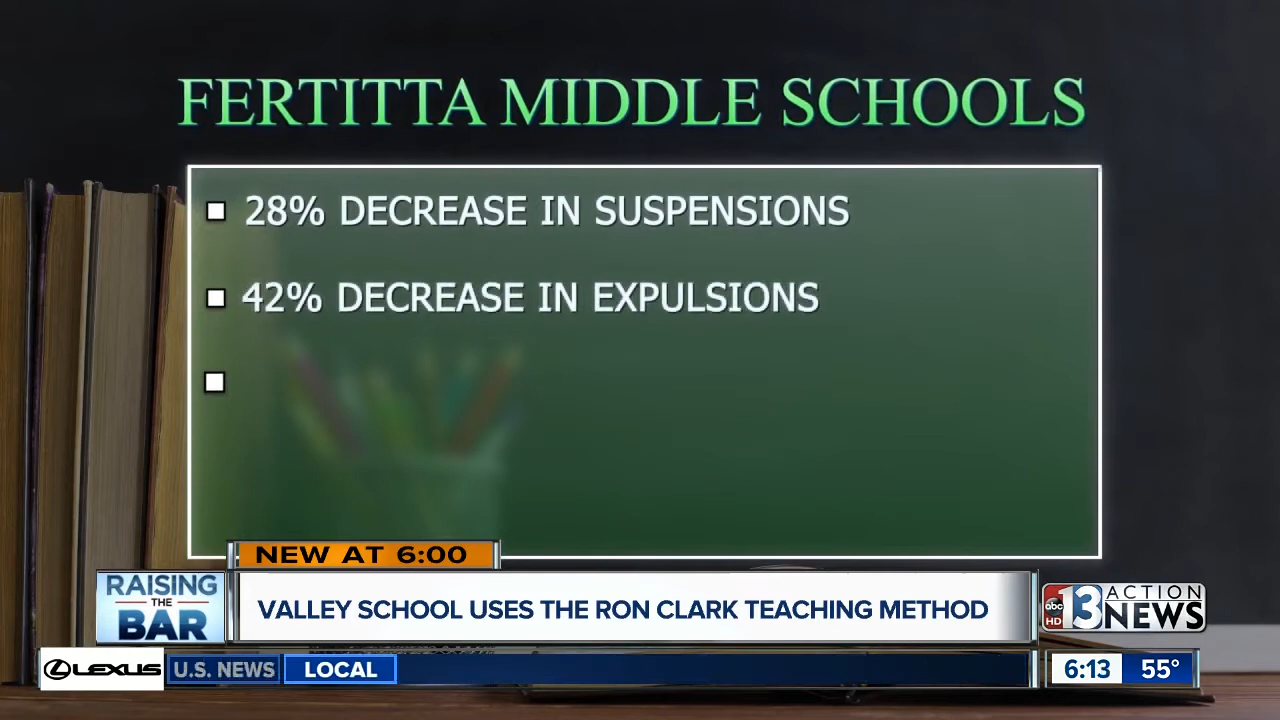 FERTITTA MIDDLE SCHOOLS
28% DECREASE IN SUSPENSIONS
42% DECREASE IN EXPULSIONS
NEW AT 6:00
RAISING
THE
BAR
VALLEY SCHOOL USES THE RON CLARK TEACHING METHOD
abc
HD
13 ACTION
NEWS
LEXUS
U.S. NEWS
LOCAL
6:13
55°